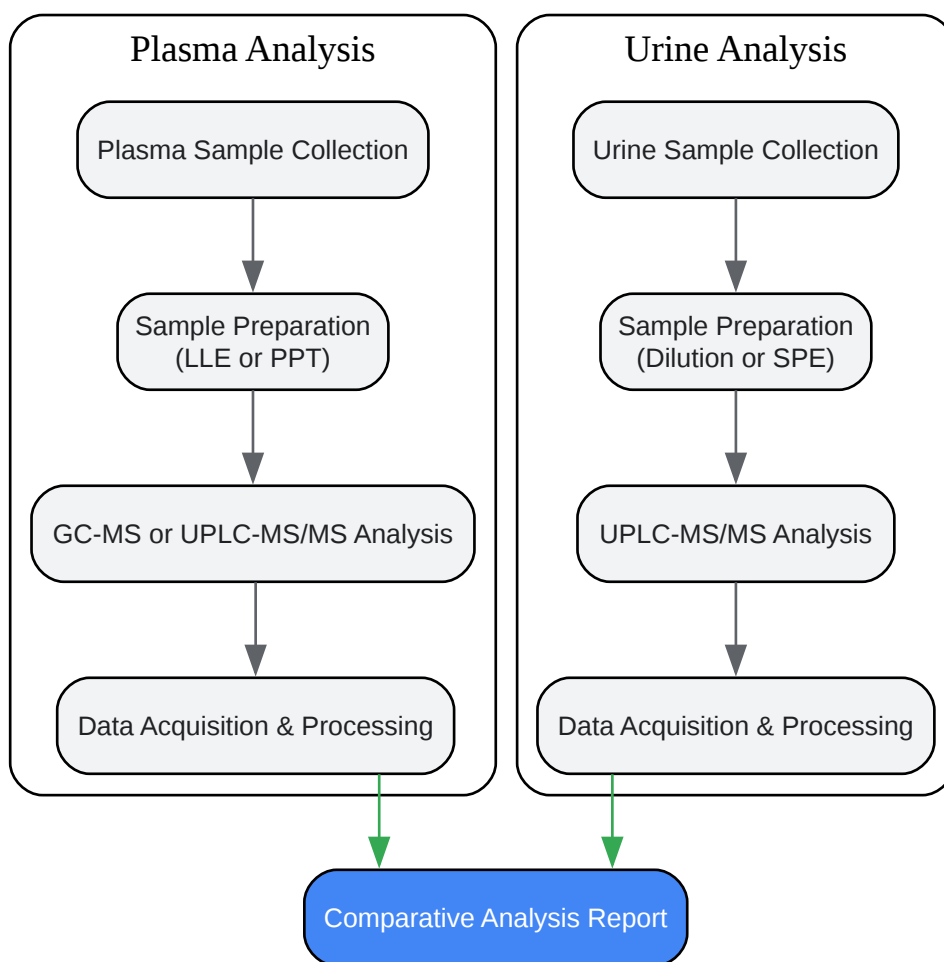 Plasma Analysis
Plasma Sample Collection
Sample Preparation
(LLE or PPT)
GC-MS or UPLC-MS/MS Analysis
Data Acquisition & Processing
Urine Analysis
Urine Sample Collection
Sample Preparation
(Dilution or SPE)
UPLC-MS/MS Analysis
Data Acquisition & Processing
Comparative Analysis Report